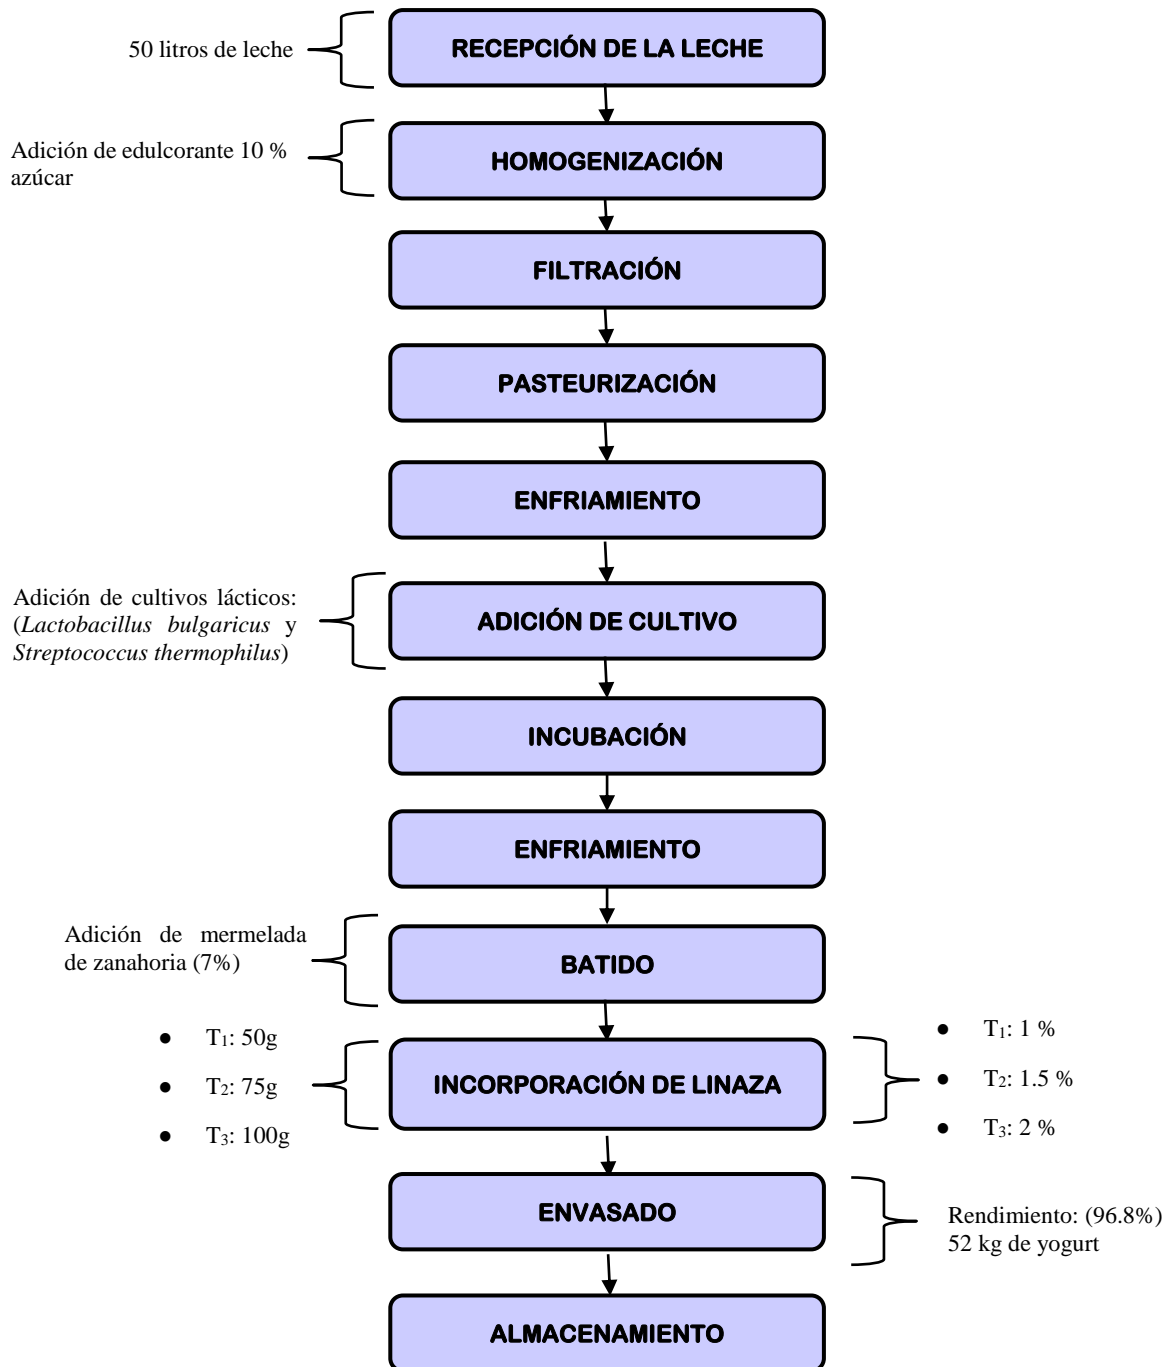 50 litros de leche
RECEPCIÓN DE LA LECHE
Adición de edulcorante 10 %
azúcar
HOMOGENIZACIÓN
FILTRACIÓN
PASTEURIZACIÓN
ENFRIAMIENTO
Adición de cultivos lácticos:
(Lactobacillus bulgaricus y
Streptococcus thermophilus)
ADICIÓN DE CULTIVO
INCUBACIÓN
ENFRIAMIENTO
Adición de mermelada
de zanahoria (7%)
BATIDO
● T₁: 50g
● T₂: 75g
● T₃: 100g
INCORPORACIÓN DE LINAZA
● T₁: 1 %
● T₂: 1.5 %
● T₃: 2 %
ENVASADO
Rendimiento: (96.8%)
52 kg de yogurt
ALMACENAMIENTO